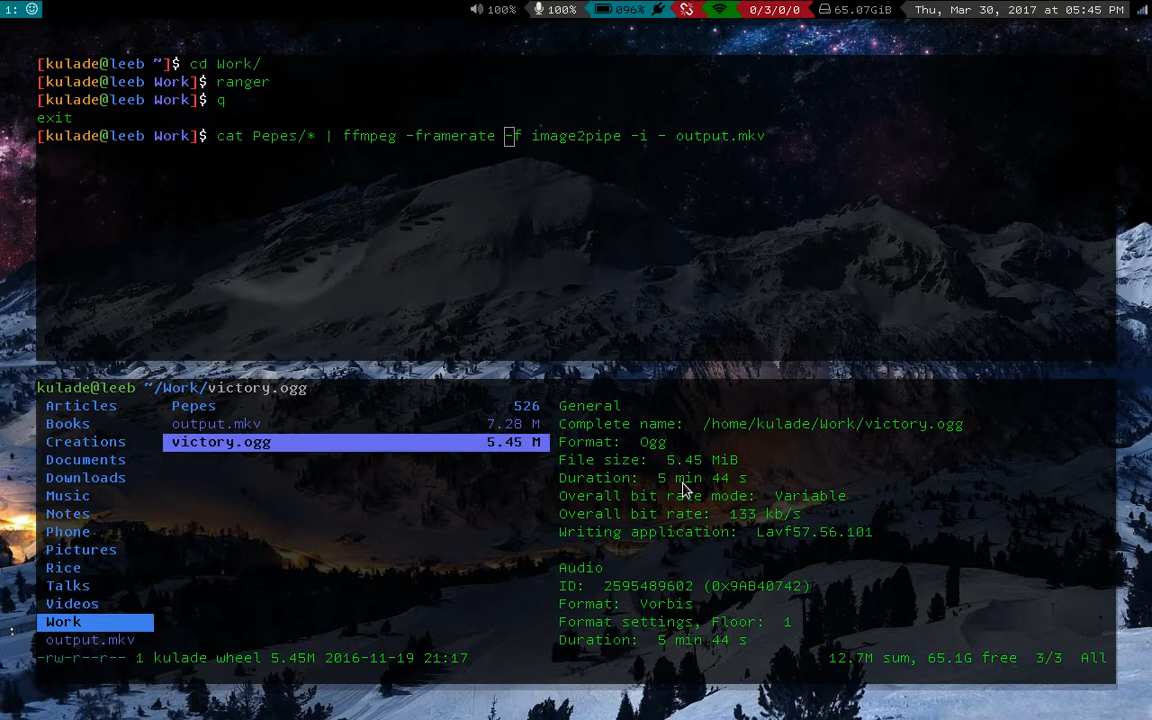 1: 100% 100% 096% 0/3/0/0 65.07GiB Thu, Mar 30, 2017 at 05:45 PM
[kulade@leeb ~]$ cd Work/
[kulade@leeb Work]$ ranger
[kulade@leeb Work]$ q
exit
[kulade@leeb Work]$ cat Pepes/* | ffmpeg -framerate -f image2pipe -i - output.mkv
kulade@leeb ~/Work/victory.ogg
Articles Pepes 526 General
Books output.mkv 7.28 M Complete name: /home/kulade/Work/victory.ogg
Creations victory.ogg 5.45 M Format: Ogg
Documents File size: 5.45 MiB
Downloads Duration: 5 min 44 s
Music Overall bit rate mode: Variable
Notes Overall bit rate: 133 kb/s
Phone Writing application: Lavf57.56.101
Pictures
Rice Audio
Talks ID: 2595489602 (0x9AB40742)
Videos Format: Vorbis
Work Format settings, Floor: 1
output.mkv Duration: 5 min 44 s
-rw-r--r-- 1 kulade wheel 5.45M 2016-11-19 21:17 12.7M sum, 65.1G free 3/3 All